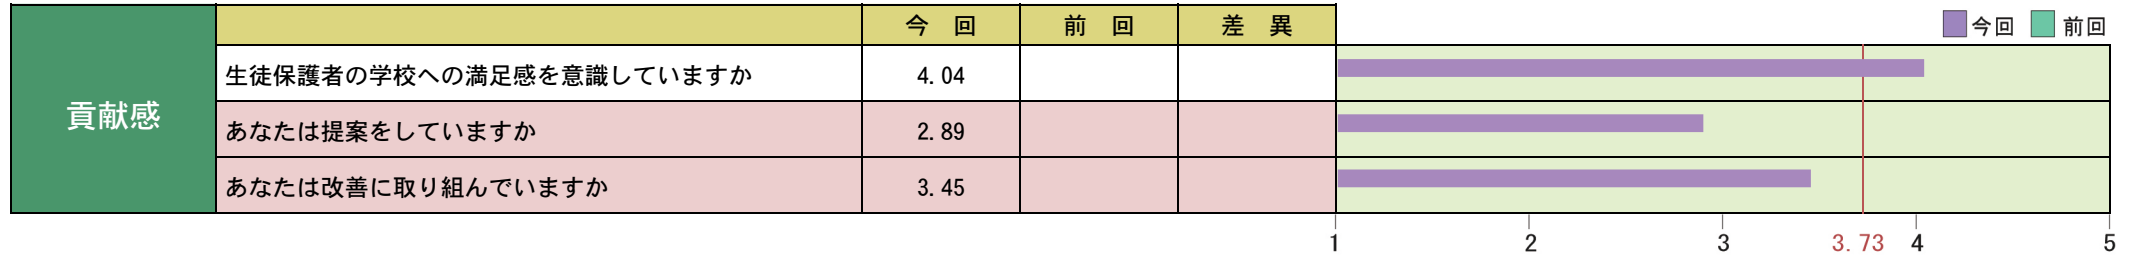 今 回 前 回 差 異
今回 前回
貢献感
生徒保護者の学校への満足感を意識していますか 4.04
あなたは提案をしていますか 2.89
あなたは改善に取り組んでいますか 3.45
1 2 3 3.73 4 5